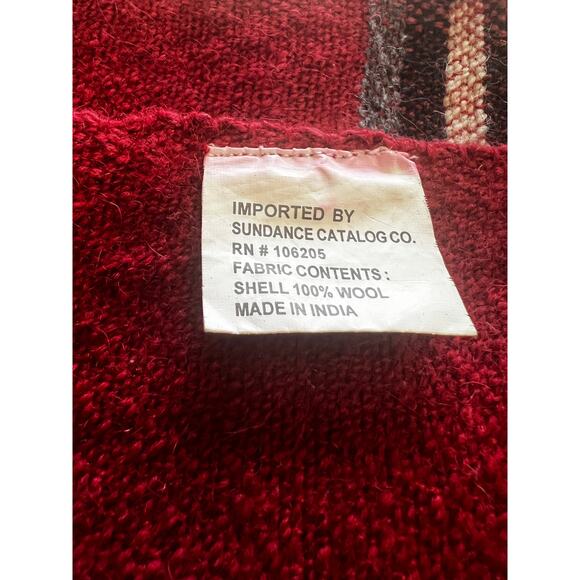 IMPORTED BY
SUNDANCE CATALOG CO.
RN # 106205
FABRIC CONTENTS :
SHELL 100% WOOL
MADE IN INDIA